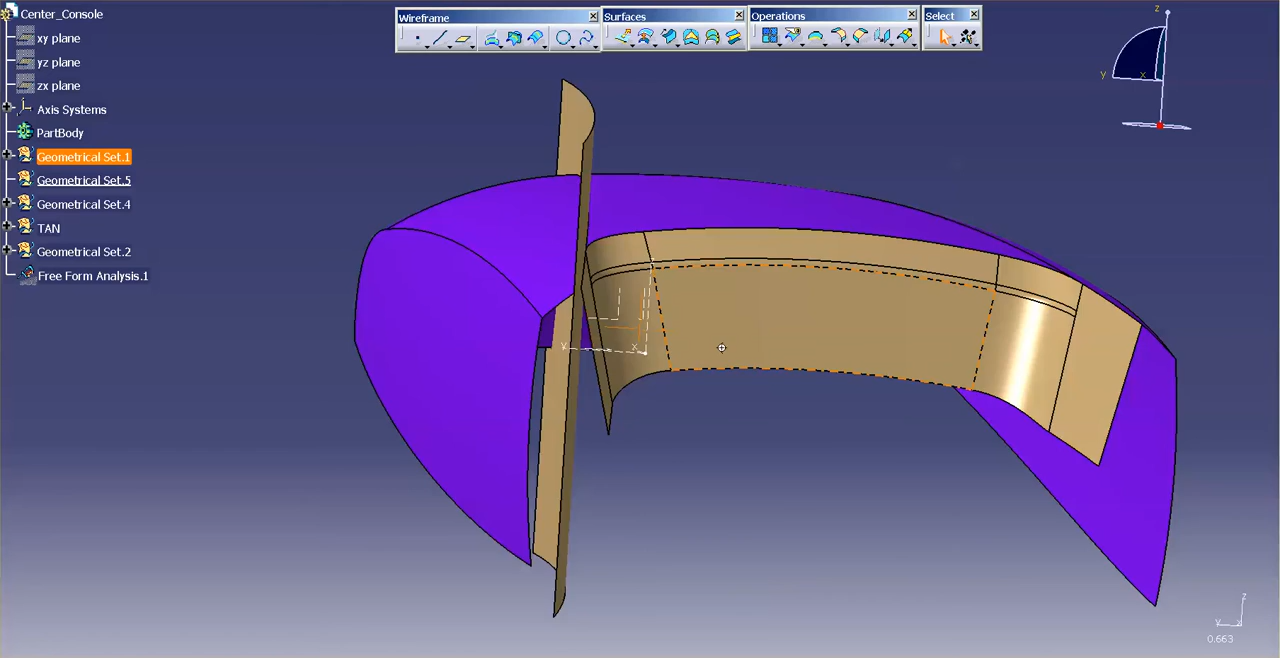 Center_Console
xy plane
yz plane
zx plane
Axis Systems
PartBody
Geometrical Set.1
Geometrical Set.5
Geometrical Set.4
TAN
Geometrical Set.2
Free Form Analysis.1
Wireframe
Surfaces
Operations
Select
z
y
x
y
x
z
y
x
0.663